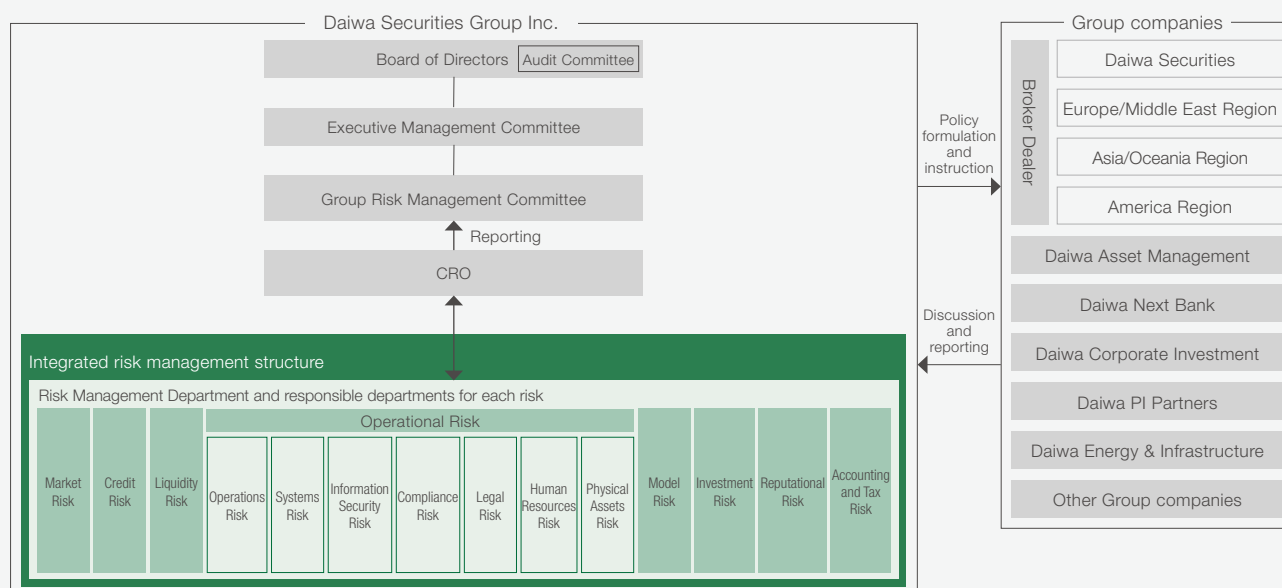 Daiwa Securities Group Inc.
Board of Directors
Audit Committee
Executive Management Committee
Group Risk Management Committee
Reporting
CRO
Integrated risk management structure
Risk Management Department and responsible departments for each risk
Market
Risk
Credit
Risk
Liquidity
Risk
Operational Risk
Operations
Risk
Systems
Risk
Information
Security
Risk
Compliance
Risk
Legal
Risk
Human
Resources
Risk
Physical
Assets
Risk
Model
Risk
Investment
Risk
Reputational
Risk
Accounting
and Tax
Risk
Policy
formulation
and
instruction
Discussion
and
reporting
Group companies
Broker Dealer
Daiwa Securities
Europe/Middle East Region
Asia/Oceania Region
America Region
Daiwa Asset Management
Daiwa Next Bank
Daiwa Corporate Investment
Daiwa PI Partners
Daiwa Energy & Infrastructure
Other Group companies